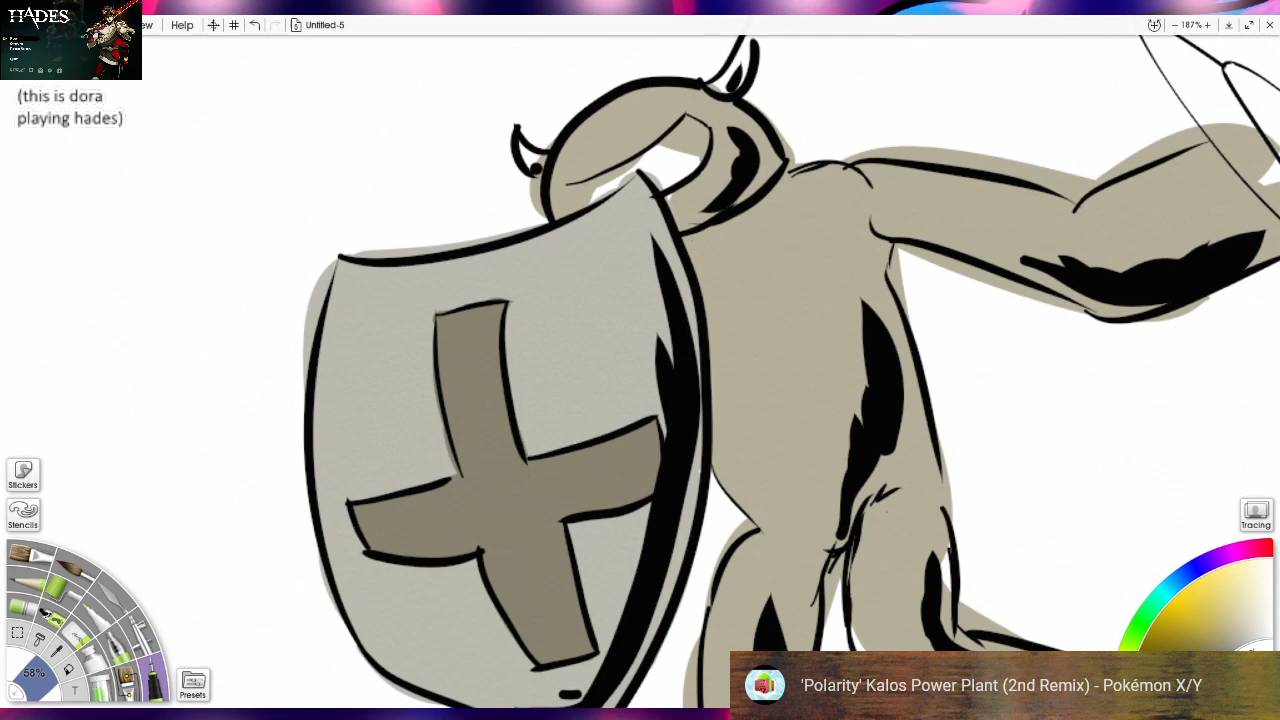 HADES
ew Help Untitled-5 187%
(this is dora
playing hades)
Stickers
Stencils
Tracing
58%
T
Presets
'Polarity' Kalos Power Plant (2nd Remix) - Pokémon X/Y